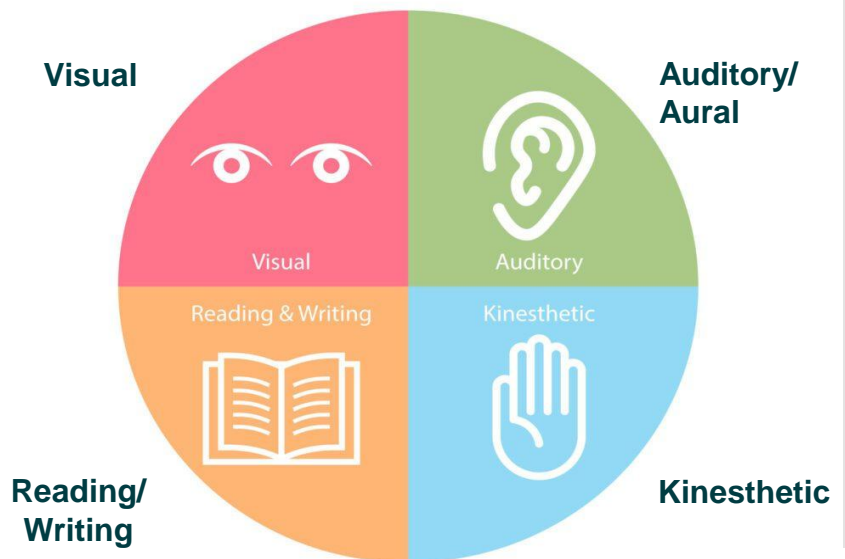 Visual
Auditory/
Aural
Visual
Auditory
Reading & Writing
Kinesthetic
Reading/
Writing
Kinesthetic